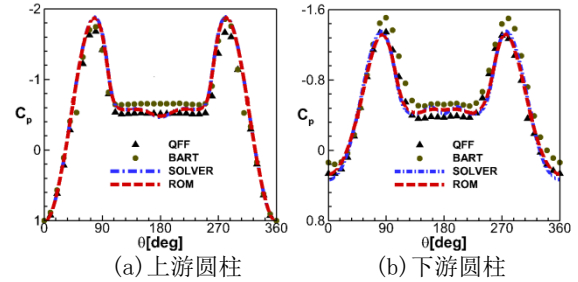 -2
-1
C_p
0
1
QFF
BART
SOLVER
ROM
0 90 180 270 360
θ[deg]
(a)上游圆柱
-1.6
-0.8
C_p
0
0.8
QFF
BART
SOLVER
ROM
0 90 180 270 360
θ[deg]
(b)下游圆柱